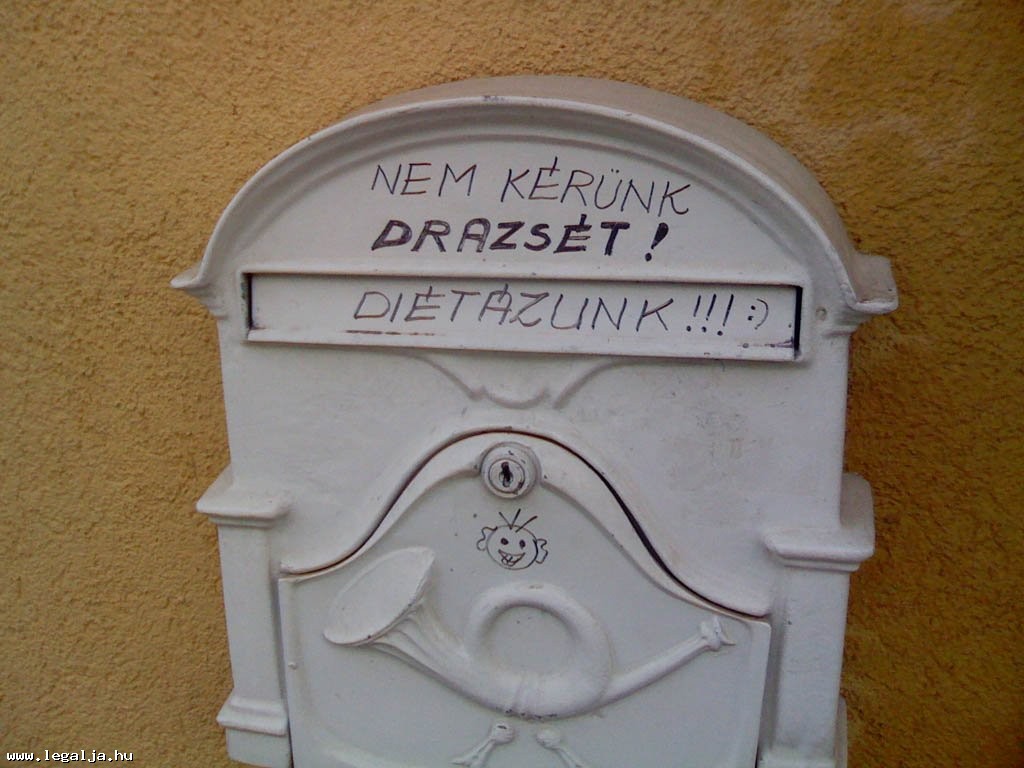 NEM KÉRÜNK
DRAZSÉT!
DIÉTÁZUNK!!! :)
www.legalja.hu